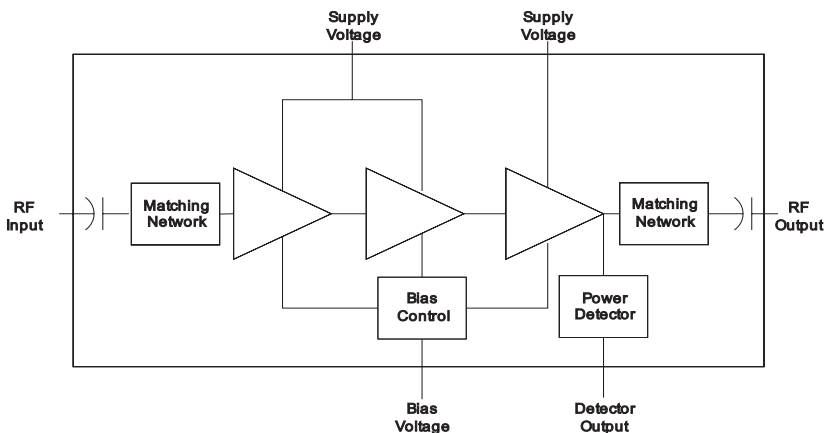 Supply
Voltage
Supply
Voltage
RF
Input
Matching
Network
Matching
Network
RF
Output
Bias
Control
Power
Detector
Bias
Voltage
Detector
Output